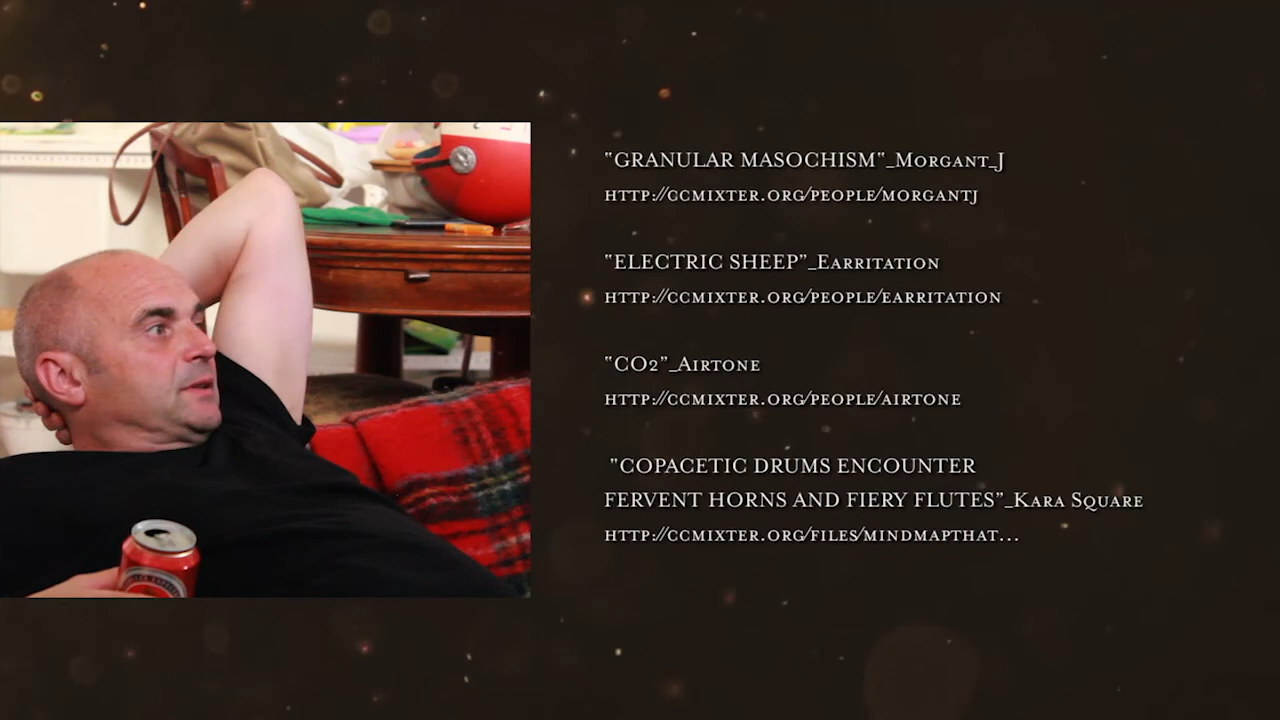 "GRANULAR MASOCHISM"_Morgant_J
http://ccmixter.org/people/morgantj
"ELECTRIC SHEEP"_Earritation
http://ccmixter.org/people/earritation
"CO2"_Airtone
http://ccmixter.org/people/airtone
"COPACETIC DRUMS ENCOUNTER
FERVENT HORNS AND FIERY FLUTES"_Kara Square
http://ccmixter.org/files/mindmapthat...